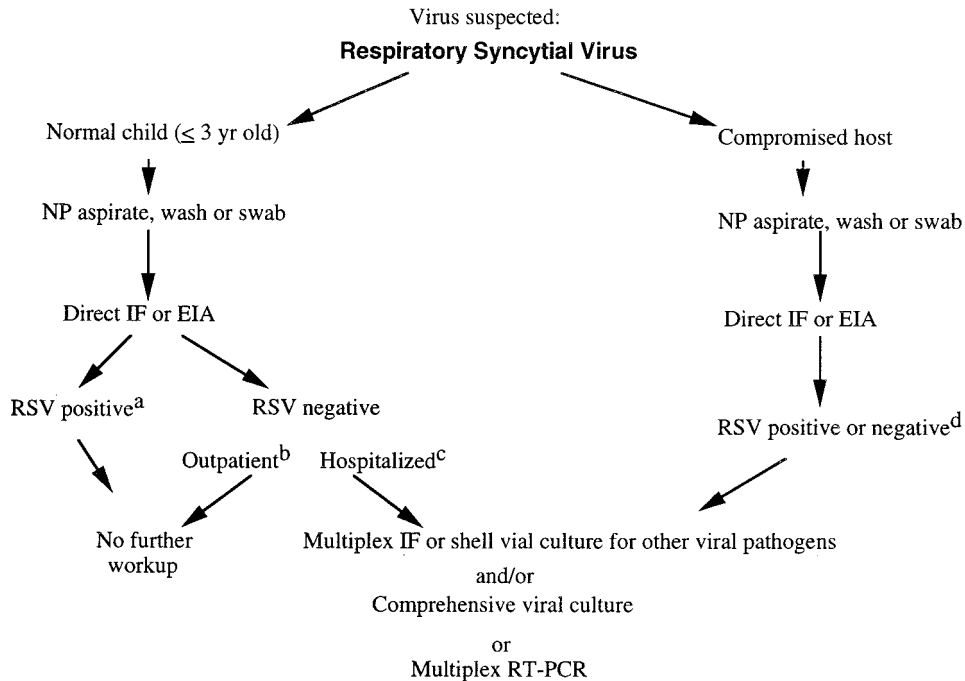 Virus suspected:
Respiratory Syncytial Virus
Normal child (≤ 3 yr old)
Compromised host
NP aspirate, wash or swab
NP aspirate, wash or swab
Direct IF or EIA
Direct IF or EIA
RSV positivea
RSV negative
RSV positive or negatived
Outpatientb
Hospitalizedc
No further
workup
Multiplex IF or shell vial culture for other viral pathogens
and/or
Comprehensive viral culture
or
Multiplex RT-PCR